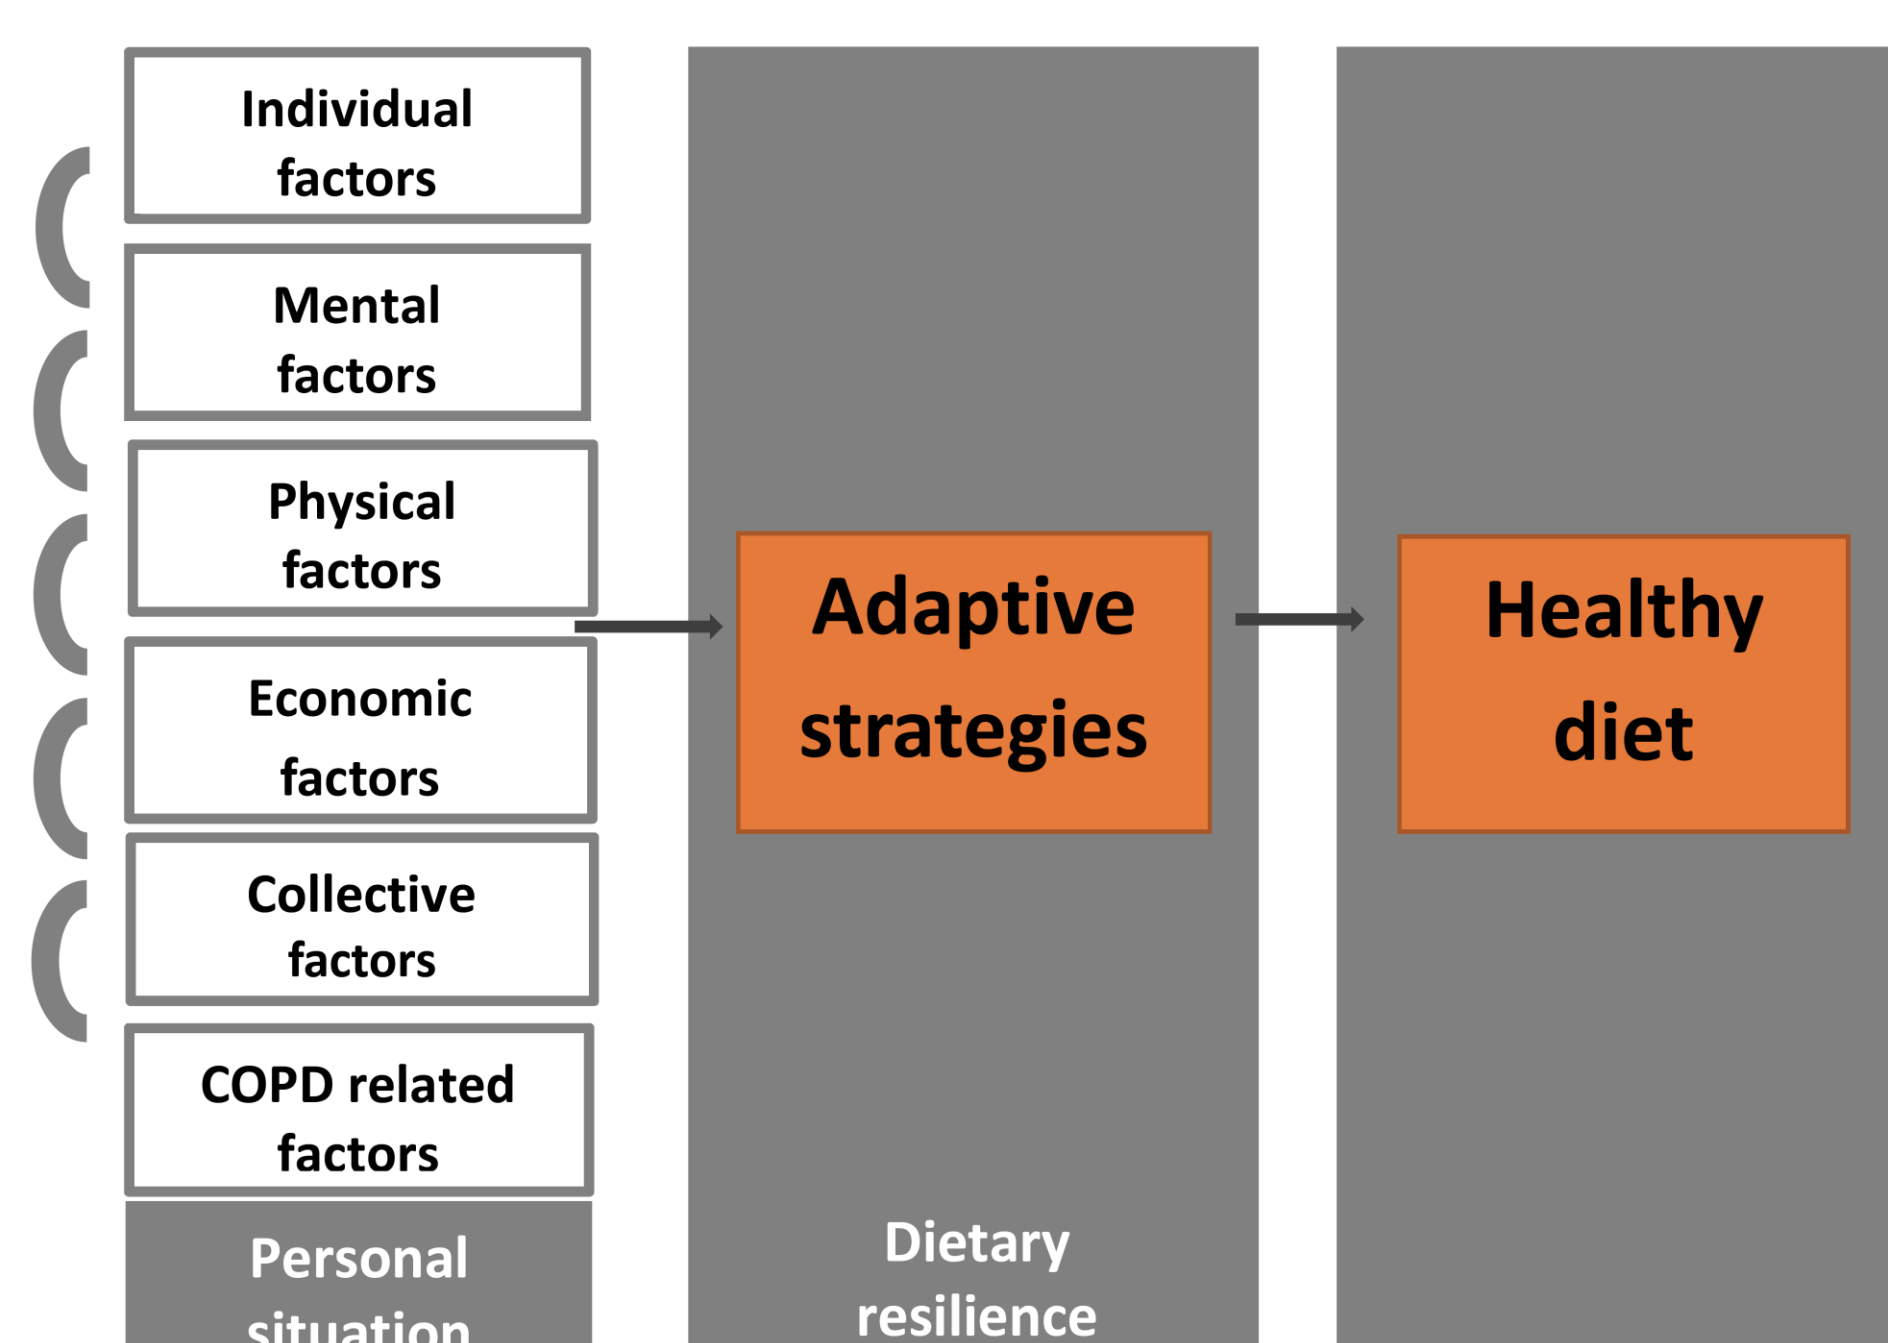 Individual
factors
Mental
factors
Physical
factors
Economic
factors
Collective
factors
COPD related
factors
Personal
situation
Adaptive
strategies
Dietary
resilience
Healthy
diet